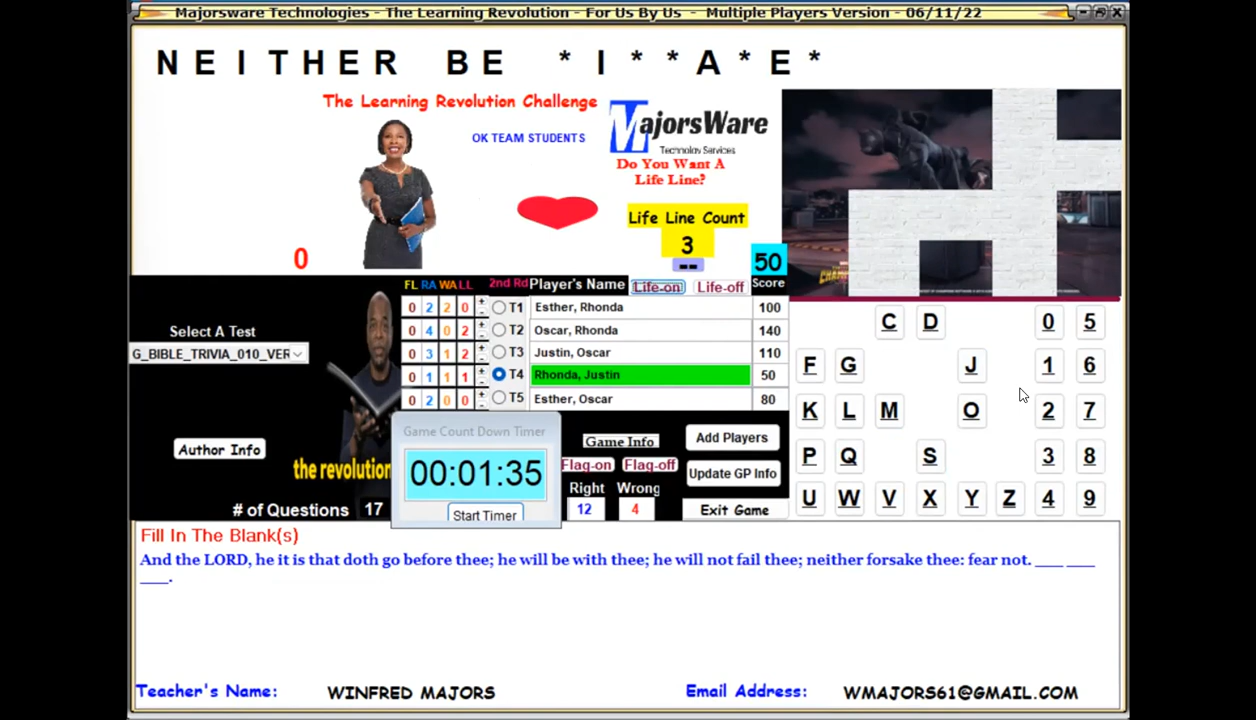 Majorsware Technologies - The Learning Revolution - For Us By Us - Multiple Players Version - 06/11/22
NEITHER BE *I**A*E*
The Learning Revolution Challenge
OK TEAM STUDENTS
MajorsWare
Technology Services
Do You Want A
Life Line?
Life Line Count
3
--
0
50
FL RA WA LL 2nd Rd Player's Name Life-on Life-off Score
0 2 2 0 + - T1 Esther, Rhonda 100
0 4 0 2 + - T2 Oscar, Rhonda 140
0 3 1 2 + - T3 Justin, Oscar 110
0 1 1 1 + - T4 Rhonda, Justin 50
0 2 0 0 + - T5 Esther, Oscar 80
Select A Test
G_BIBLE_TRIVIA_010_VER
Author Info
the revolution
# of Questions 17
Game Count Down Timer
00:01:35
Start Timer
Game Info
Flag-on Flag-off
Right Wrong
12 4
Add Players
Update GP Info
Exit Game
C D 0 5
F G J 1 6
K L M O 2 7
P Q S 3 8
U W V X Y Z 4 9
Fill In The Blank(s)
And the LORD, he it is that doth go before thee; he will be with thee; he will not fail thee; neither forsake thee: fear not. ____ ____
____.
Teacher's Name: WINFRED MAJORS Email Address: WMAJORS61@GMAIL.COM